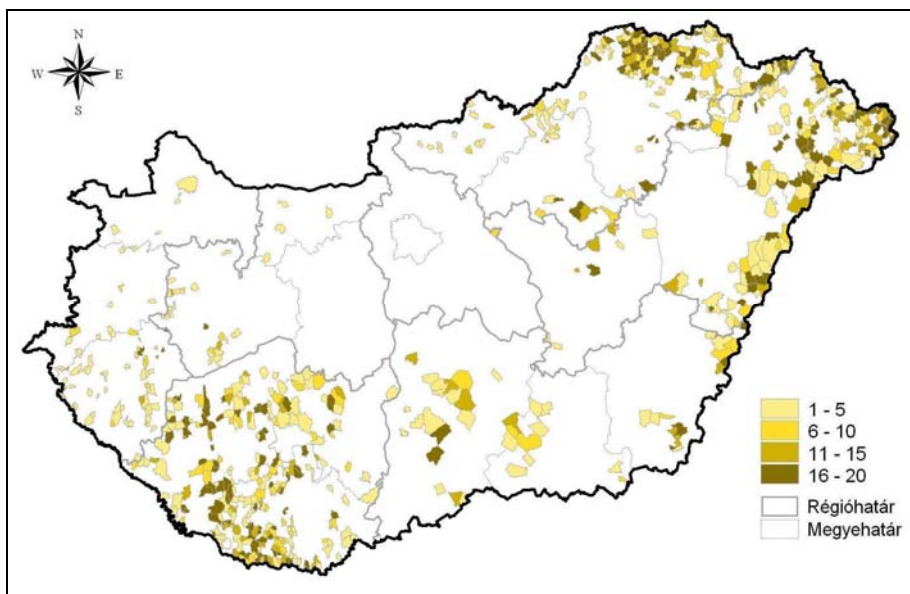 N
W E
S
1 - 5
6 - 10
11 - 15
16 - 20
Régióhatár
Megyehatár